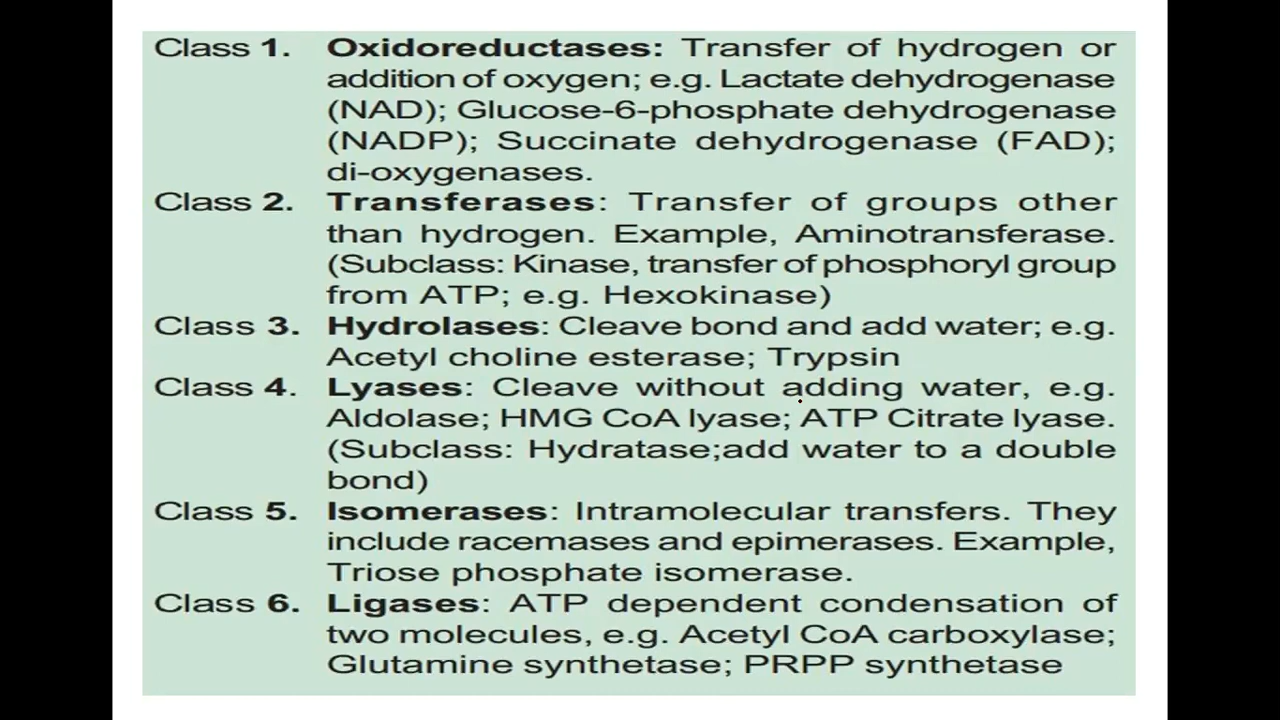 Class 1. Oxidoreductases: Transfer of hydrogen or
addition of oxygen; e.g. Lactate dehydrogenase
(NAD); Glucose-6-phosphate dehydrogenase
(NADP); Succinate dehydrogenase (FAD);
di-oxygenases.
Class 2. Transferases: Transfer of groups other
than hydrogen. Example, Aminotransferase.
(Subclass: Kinase, transfer of phosphoryl group
from ATP; e.g. Hexokinase)
Class 3. Hydrolases: Cleave bond and add water; e.g.
Acetyl choline esterase; Trypsin
Class 4. Lyases: Cleave without adding water, e.g.
Aldolase; HMG CoA lyase; ATP Citrate lyase.
(Subclass: Hydratase;add water to a double
bond)
Class 5. Isomerases: Intramolecular transfers. They
include racemases and epimerases. Example,
Triose phosphate isomerase.
Class 6. Ligases: ATP dependent condensation of
two molecules, e.g. Acetyl CoA carboxylase;
Glutamine synthetase; PRPP synthetase